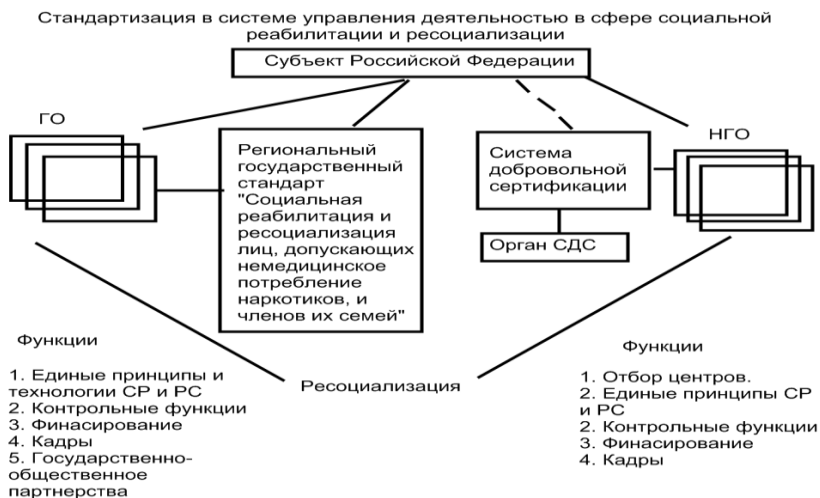 Стандартизация в системе управления деятельностью в сфере социальной
реабилитации и ресоциализации
Субъект Российской Федерации
ГО
НГО
Региональный
государственный
стандарт
"Социальная
реабилитация и
ресоциализация
лиц, допускающих
немедицинское
потребление
наркотиков, и
членов их семей"
Система
добровольной
сертификации
Орган СДС
Функции
1. Единые принципы и
технологии СР и РС
2. Контрольные функции
3. Финасирование
4. Кадры
5. Государственно-
общественное
партнерства
Ресоциализация
Функции
1. Отбор центров.
2. Единые принципы СР
и РС
2. Контрольные функции
3. Финасирование
4. Кадры